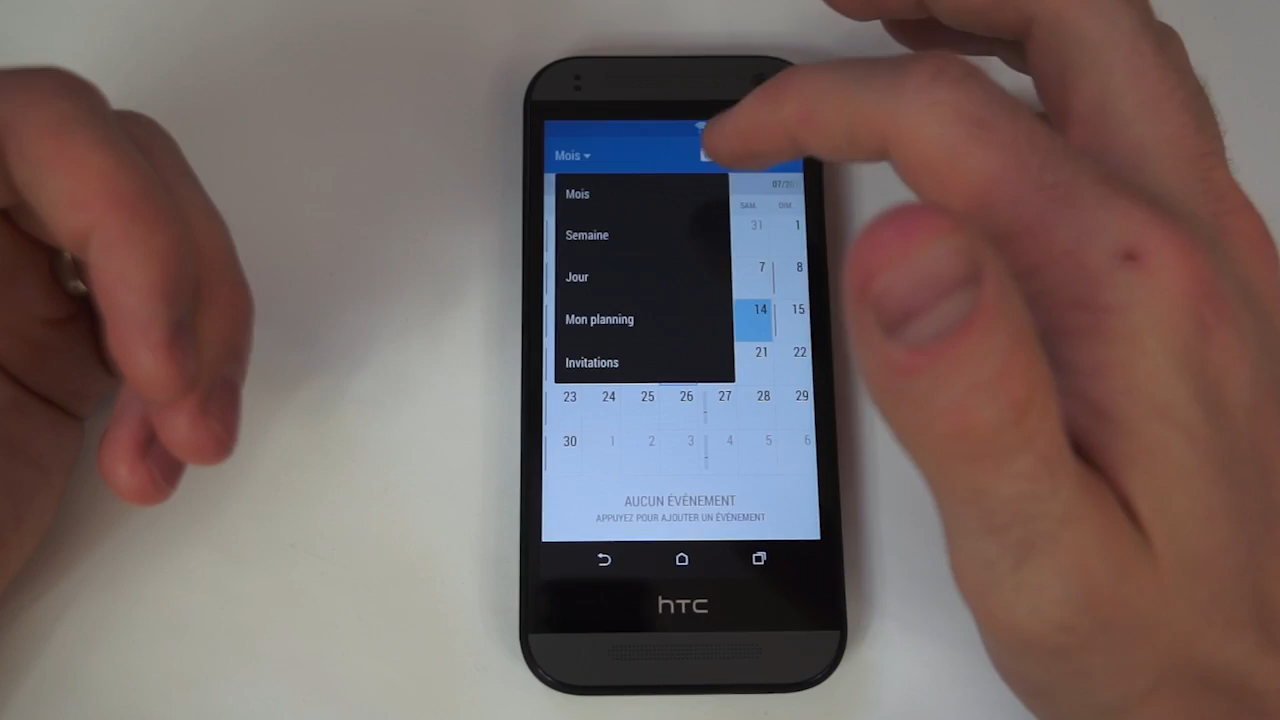 Mois
Mois
Semaine
Jour
Mon planning
Invitations
SAM. DIM.
31 1
7 8
14 15
21 22
23 24 25 26 27 28 29
30 1 2 3 4 5 6
AUCUN ÉVÉNEMENT
APPUYEZ POUR AJOUTER UN ÉVÉNEMENT
hTC